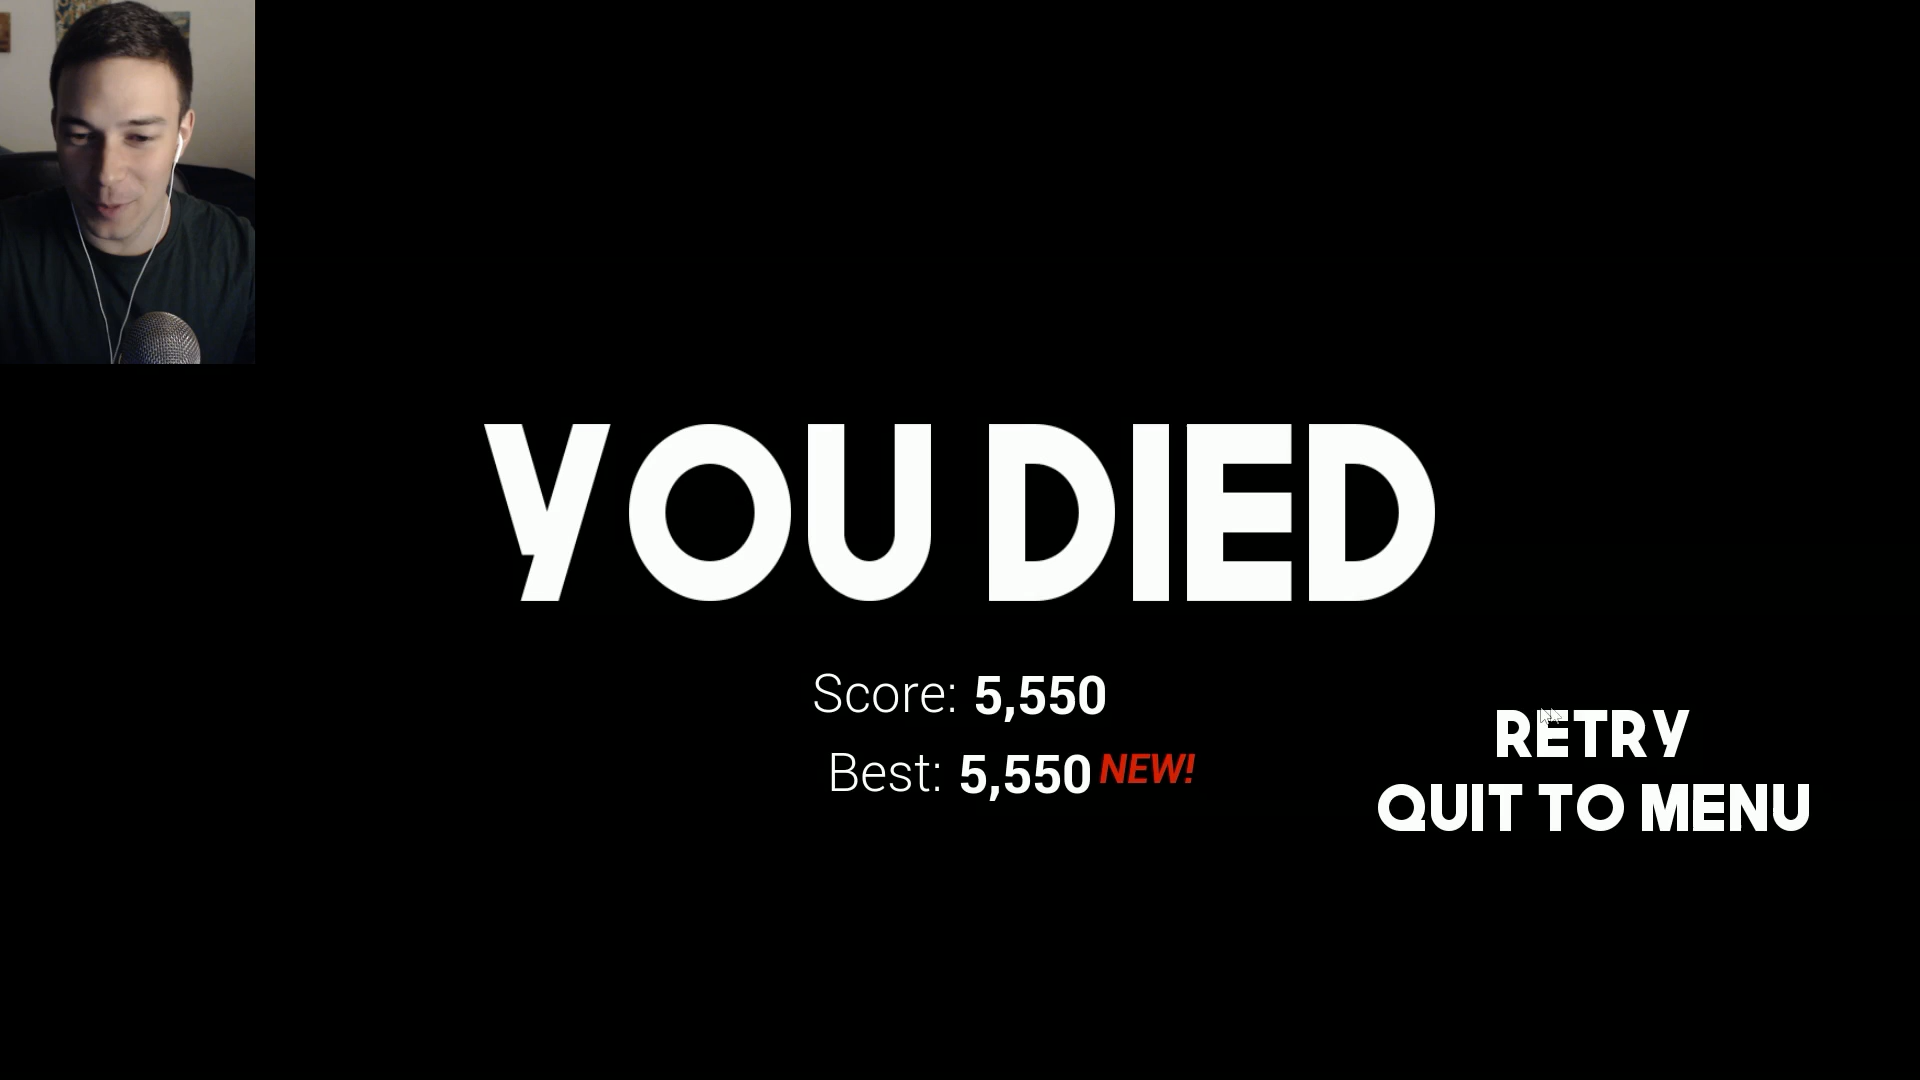 YOU DIED
Score: 5,550
Best: 5,550 NEW!
RETRY
QUIT TO MENU